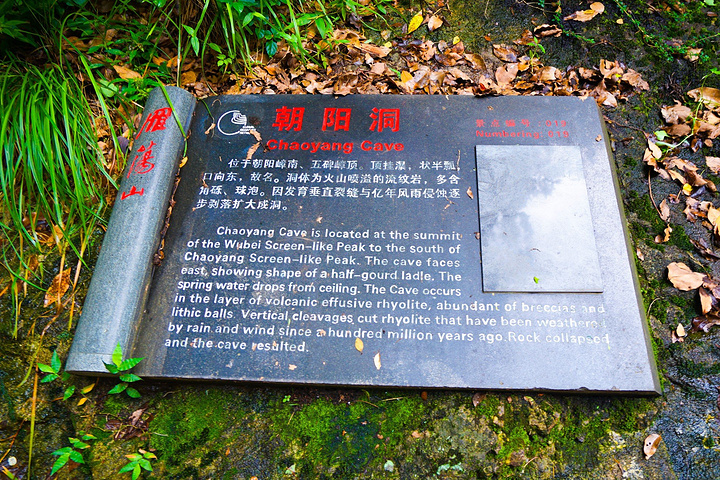 雁荡山
朝阳洞
Chaoyang Cave
位于朝阳嶂南、五碑嶂顶。顶挂瀑，状半瓢，
口向东，故名。洞体为火山喷溢的流纹岩，多含
角砾、球泡。因发育垂直裂缝与亿年风雨侵蚀逐
步剥落扩大成洞。
Chaoyang Cave is located at the summit
of the Wubei Screen-like Peak to the south of
Chaoyang Screen-like Peak. The cave faces
east, showing shape of a half-gourd ladle. The
spring water drops from ceiling. The Cave occurs
in the layer of volcanic effusive rhyolite, abundant of breccias and
lithic balls. Vertical cleavages cut rhyolite that have been weathered
by rain and wind since a hundred million years ago. Rock collapsed
and the cave resulted.